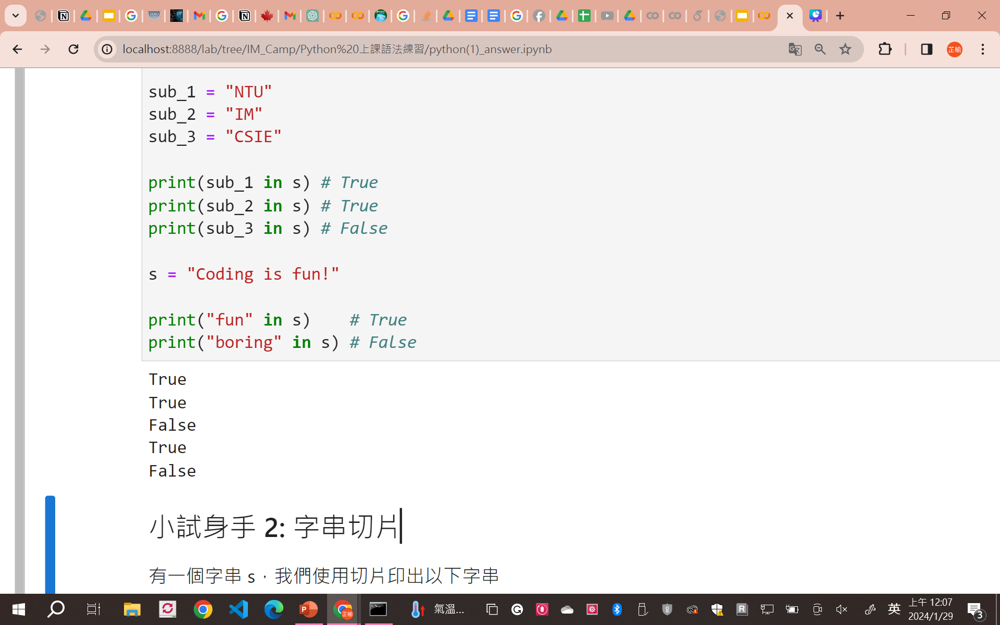 localhost:8888/lab/tree/IM_Camp/Python%20上課語法練習/python(1)_answer.ipynb
芷榆
sub_1 = "NTU"
sub_2 = "IM"
sub_3 = "CSIE"
print(sub_1 in s) # True
print(sub_2 in s) # True
print(sub_3 in s) # False
s = "Coding is fun!"
print("fun" in s)    # True
print("boring" in s) # False
True
True
False
True
False
小試身手 2: 字串切片
有一個字串 s，我們使用切片印出以下字串
氣溫...
英
上午 12:07
2024/1/29
3